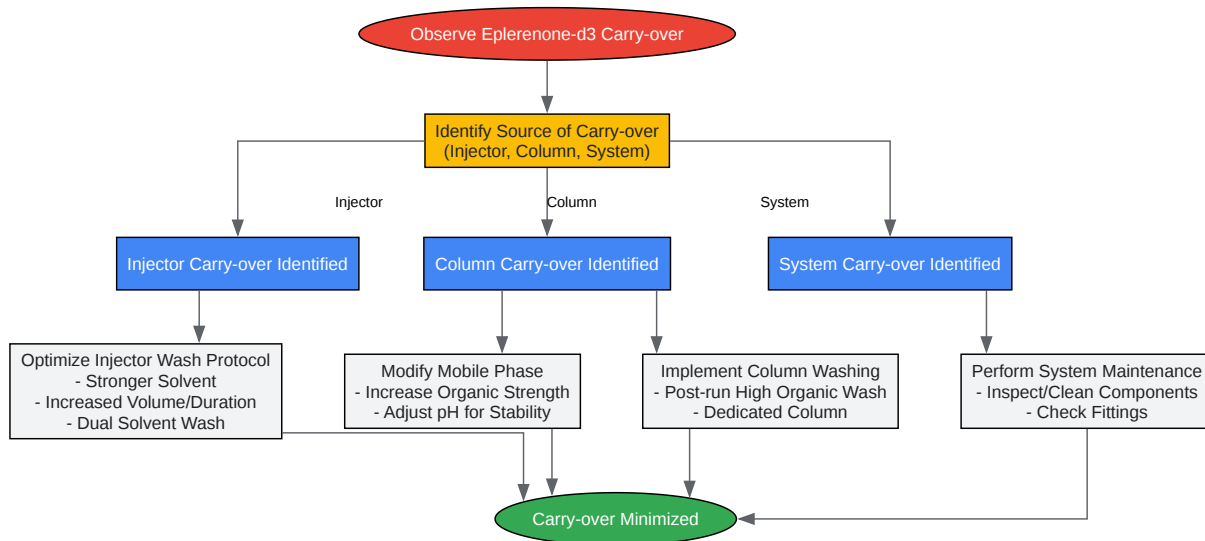 Observe Eplerenone-d3 Carry-over
Identify Source of Carry-over
(Injector, Column, System)
Injector
Column
System
Injector Carry-over Identified
Column Carry-over Identified
System Carry-over Identified
Optimize Injector Wash Protocol
- Stronger Solvent
- Increased Volume/Duration
- Dual Solvent Wash
Modify Mobile Phase
- Increase Organic Strength
- Adjust pH for Stability
Implement Column Washing
- Post-run High Organic Wash
- Dedicated Column
Perform System Maintenance
- Inspect/Clean Components
- Check Fittings
Carry-over Minimized